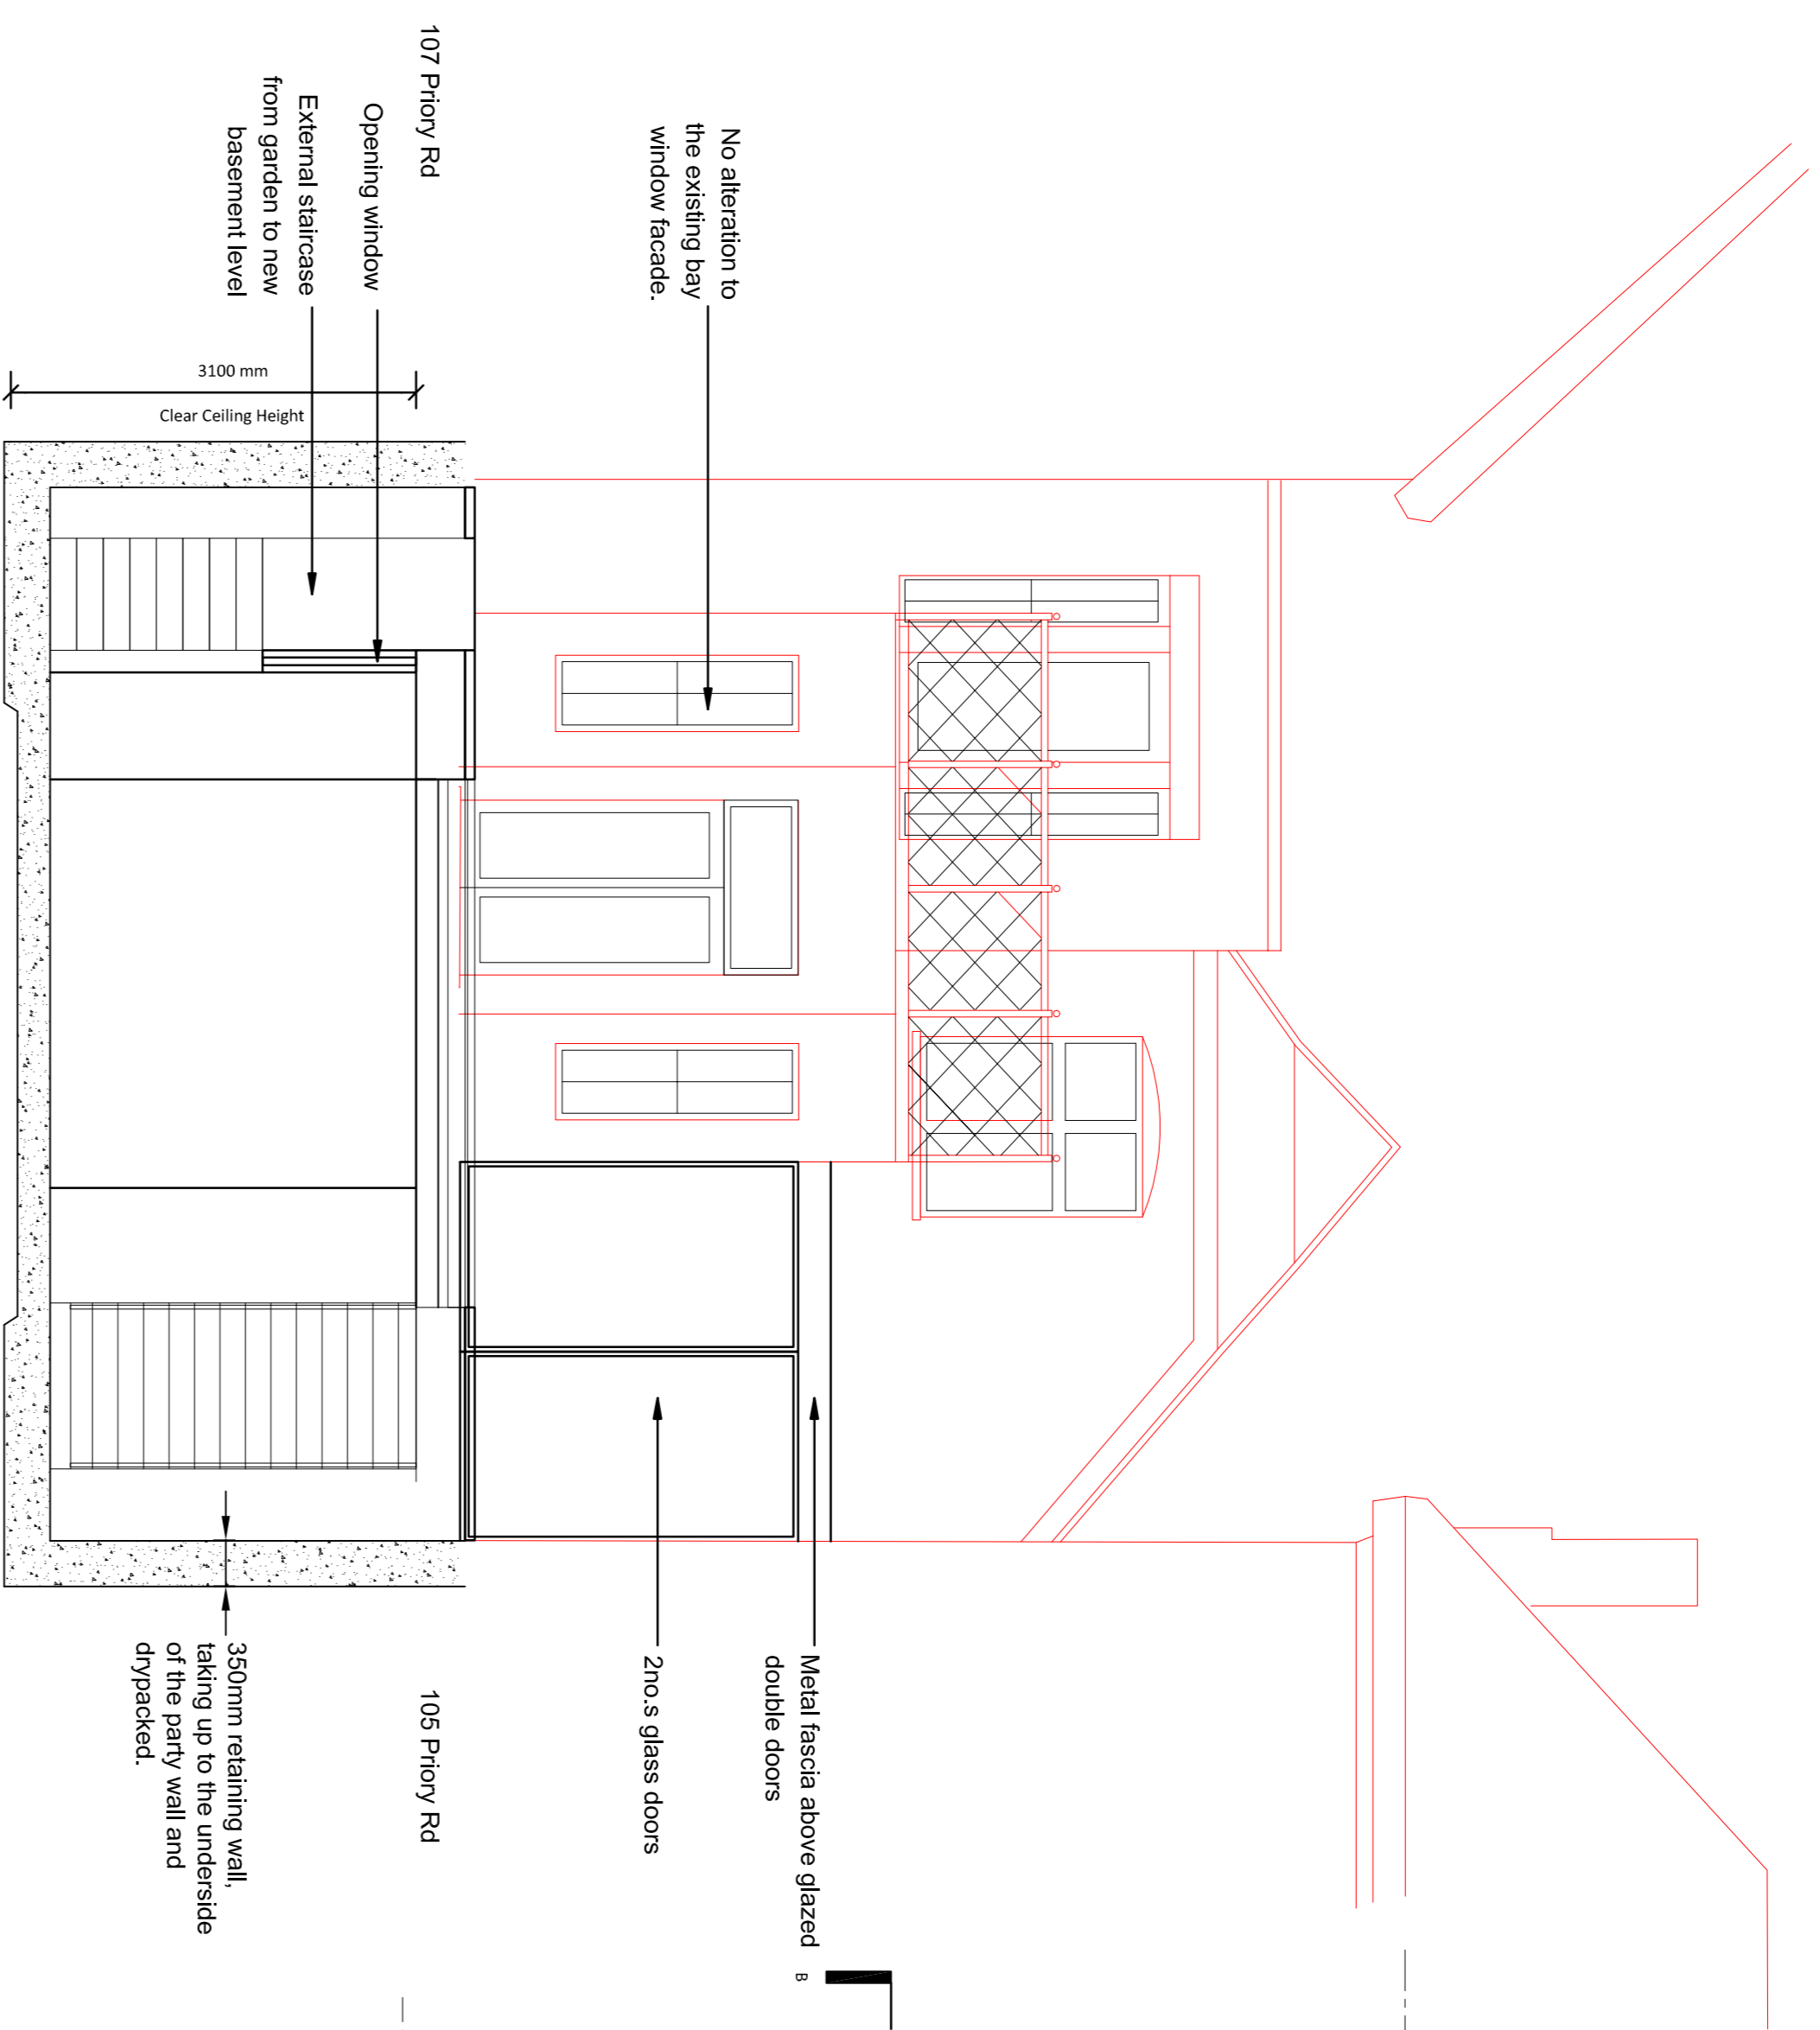 No alteration to
the existing bay
window facade.
107 Priory Rd
Opening window
External staircase
from garden to new
basement level
3100 mm
Clear Ceiling Height
Metal fascia above glazed
double doors
2no.s glass doors
105 Priory Rd
350mm retaining wall,
taking up to the underside
of the party wall and
drypacked.
B